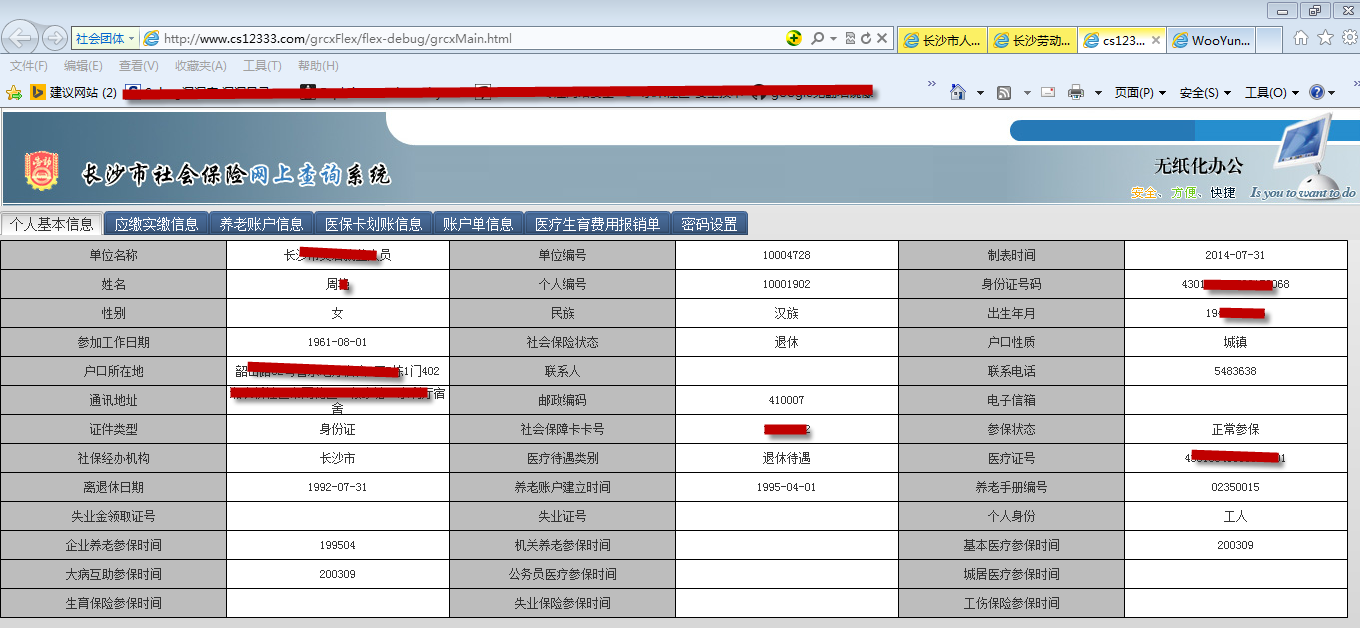 社会团体
http://www.cs12333.com/grcxFlex/flex-debug/grcxMain.html
长沙市人...
长沙劳动...
cs123...
WooYun...
文件(F) 编辑(E) 查看(V) 收藏夹(A) 工具(T) 帮助(H)
建议网站 (2)
页面(P) 安全(S) 工具(O)
长沙市社会保险网上查询系统
无纸化办公
安全、方便、快捷 Is you to want to do
个人基本信息 应缴实缴信息 养老账户信息 医保卡划账信息 账户单信息 医疗生育费用报销单 密码设置
单位名称 长 员 单位编号 10004728 制表时间 2014-07-31
姓名 周 个人编号 10001902 身份证号码 4301 068
性别 女 民族 汉族 出生年月 19
参加工作日期 1961-08-01 社会保险状态 退休 户口性质 城镇
户口所在地 1门402 联系人 联系电话 5483638
通讯地址 宿舍 邮政编码 410007 电子信箱
证件类型 身份证 社会保障卡卡号 参保状态 正常参保
社保经办机构 长沙市 医疗待遇类别 退休待遇 医疗证号
离退休日期 1992-07-31 养老账户建立时间 1995-04-01 养老手册编号 02350015
失业金领取证号 失业证号 个人身份 工人
企业养老参保时间 199504 机关养老参保时间 基本医疗参保时间 200309
大病互助参保时间 200309 公务员医疗参保时间 城居医疗参保时间
生育保险参保时间 失业保险参保时间 工伤保险参保时间